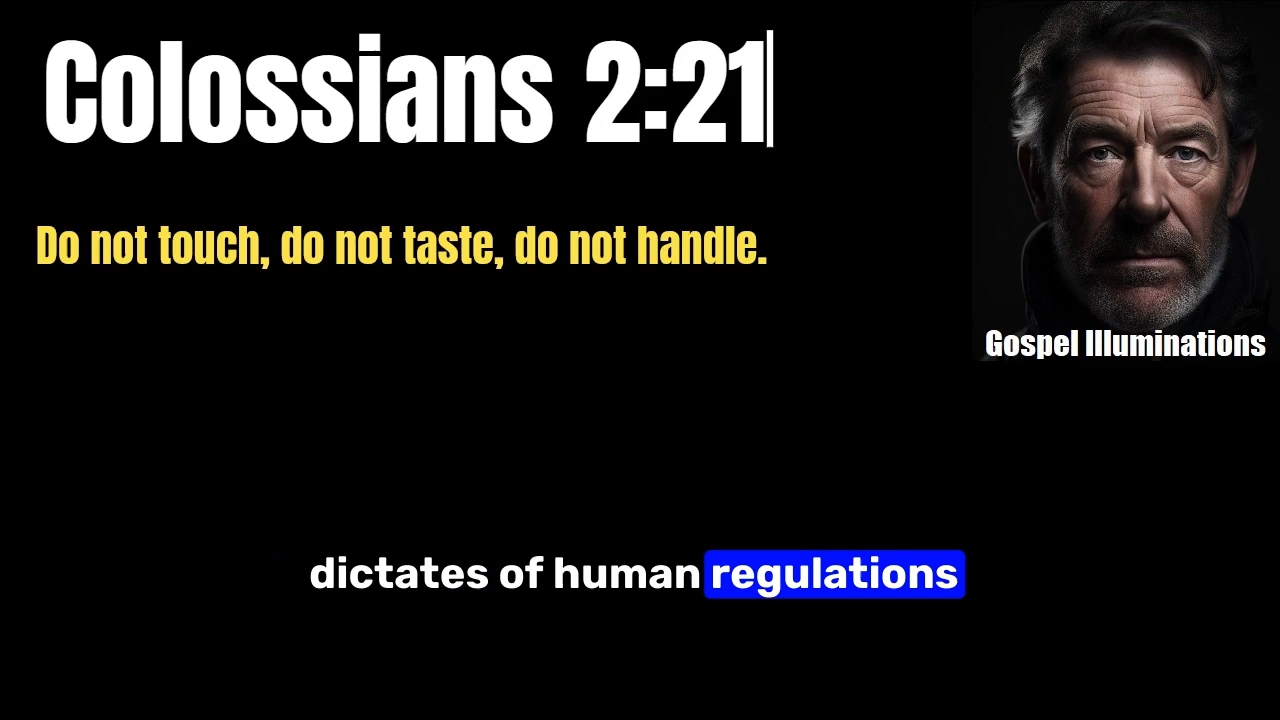 Colossians 2:21
Do not touch, do not taste, do not handle.
Gospel Illuminations
dictates of human regulations